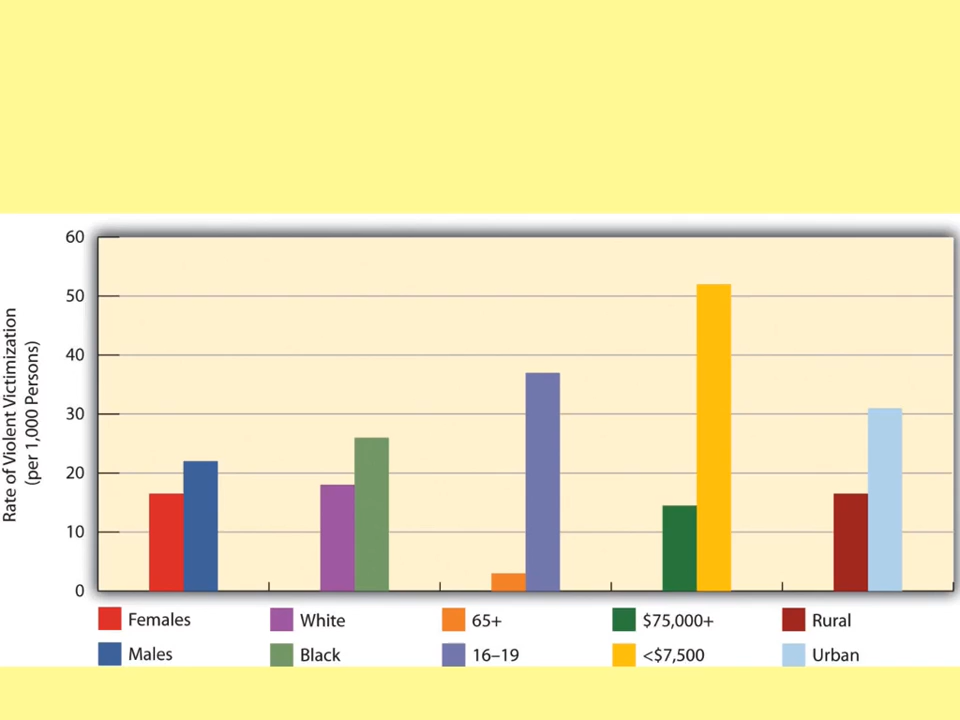 60
50
40
30
20
10
0
Rate of Violent Victimization
(per 1,000 Persons)
Females
White
65+
$75,000+
Rural
Males
Black
16–19
<$7,500
Urban